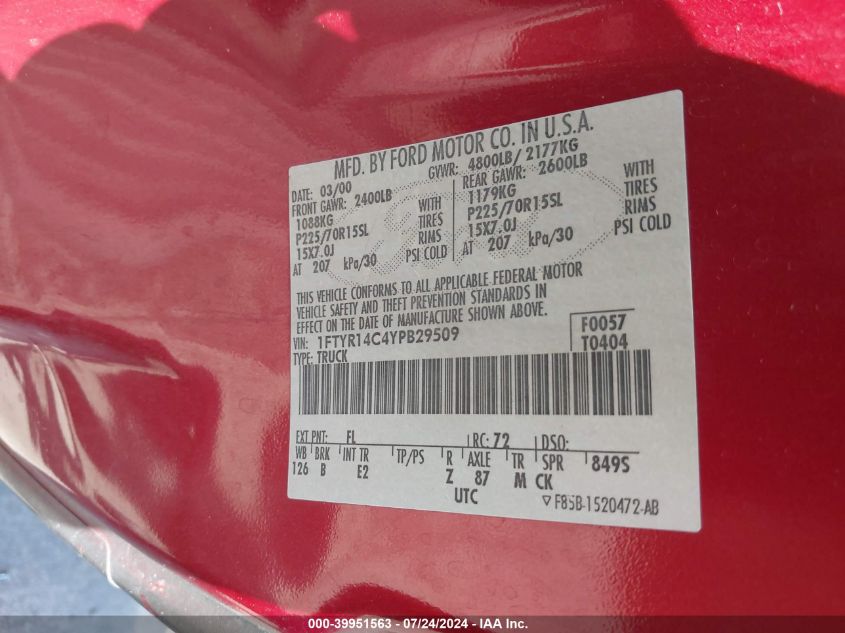 MFD. BY FORD MOTOR CO. IN U.S.A.
DATE: 03/00 GVWR: 4800LB/ 2177KG
FRONT GAWR: 2400LB REAR GAWR: 2600LB
1088KG WITH 1179KG WITH
P225/70R15SL TIRES P225/70R15SL TIRES
15X7.0J RIMS 15X7.0J RIMS
AT 207 kPa/30 PSI COLD AT 207 kPa/30 PSI COLD
THIS VEHICLE CONFORMS TO ALL APPLICABLE FEDERAL MOTOR
VEHICLE SAFETY AND THEFT PREVENTION STANDARDS IN
EFFECT ON THE DATE OF MANUFACTURE SHOWN ABOVE.
VIN: 1FTYR14C4YPB29509 F0057
TYPE: TRUCK T0404
EXT PNT: FL RC: 72 DSO:
WB BRK INT TR TP/PS R AXLE TR SPR 849S
126 B E2 Z 87 M CK
UTC ▽ F85B-1520472-AB
000-39951563 / 07/24/2024 / IAA Inc.